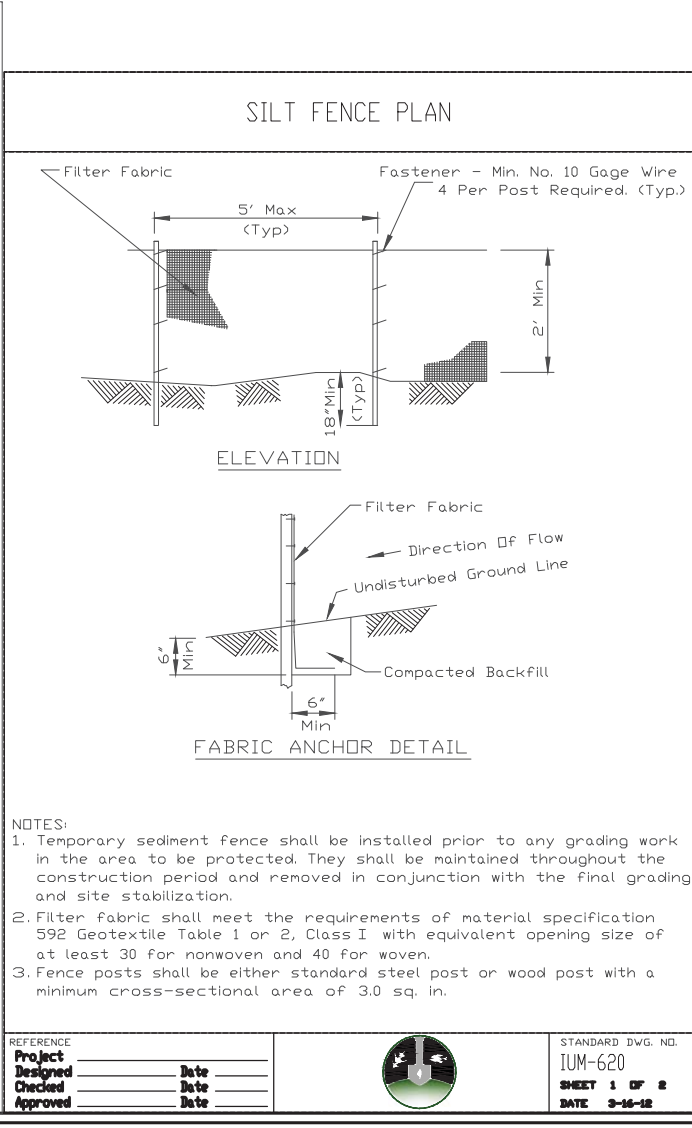 SILT FENCE PLAN
Filter Fabric
Fastener - Min. No. 10 Gage Wire
4 Per Post Required. (Typ.)
5' Max
(Typ)
2' Min
18"Min
(Typ)
ELEVATION
Filter Fabric
Direction Of Flow
Undisturbed Ground Line
6"
Min
Compacted Backfill
6"
Min
FABRIC ANCHOR DETAIL
NOTES:
1. Temporary sediment fence shall be installed prior to any grading work
in the area to be protected. They shall be maintained throughout the
construction period and removed in conjunction with the final grading
and site stabilization.
2. Filter fabric shall meet the requirements of material specification
592 Geotextile Table 1 or 2, Class I with equivalent opening size of
at least 30 for nonwoven and 40 for woven.
3. Fence posts shall be either standard steel post or wood post with a
minimum cross-sectional area of 3.0 sq. in.
REFERENCE
Project
Designed Date
Checked Date
Approved Date
STANDARD DWG. NO.
IUM-620
SHEET 1 OF 2
DATE 3-16-12